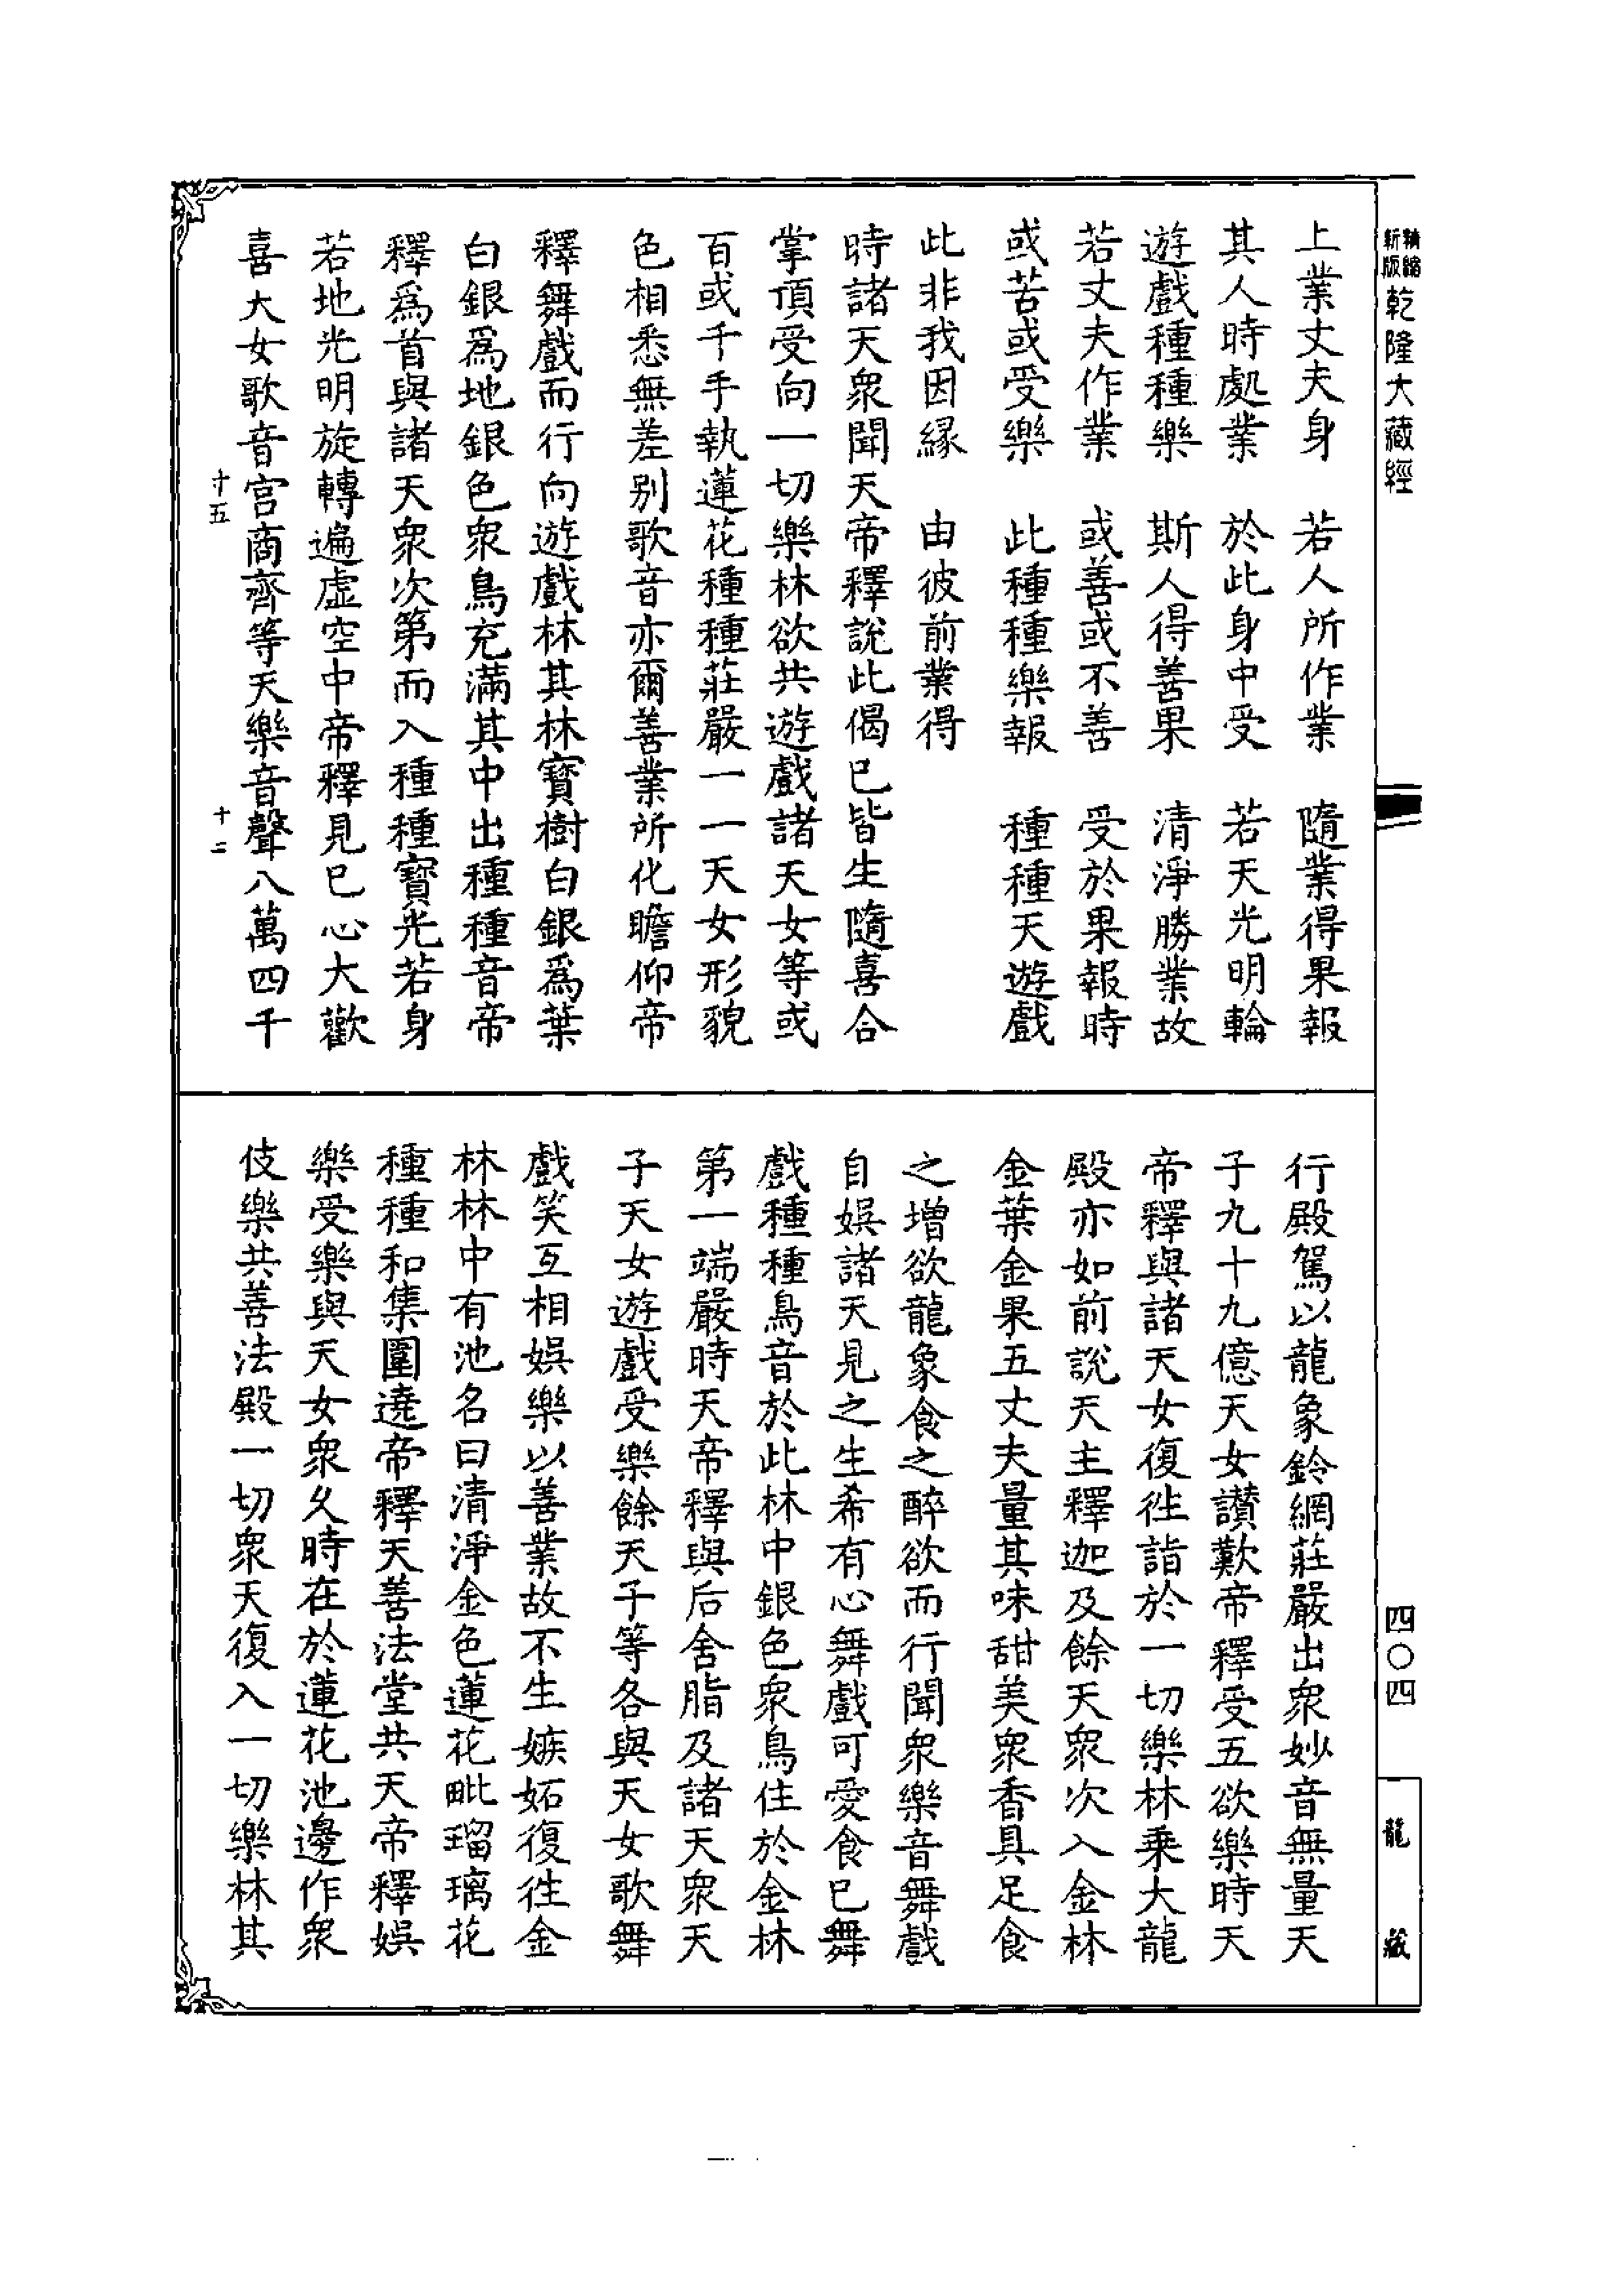 精縮新版乾隆大藏經
上業丈夫身　若人所作業　隨業得果報
其人時處業　於此身中受　若天光明輪
遊戲種種樂　斯人得善果　清淨勝業故
若丈夫作業　或善或不善　受於果報時
或苦或受樂　此種種樂報　種種天遊戲
此非我因緣　由彼前業得
時諸天衆聞天帝釋說此偈已皆生隨喜合
掌頂受向一切樂林欲共遊戲諸天女等或
百或千手執蓮花種種莊嚴一一天女形貌
色相悉無差别歌音亦爾善業所化瞻仰帝
釋舞戲而行向遊戲林其林寳樹白銀爲葉
白銀爲地銀色衆鳥充滿其中出種種音帝
釋爲首與諸天衆次第而入種種寳光若身
若地光明旋轉遍虛空中帝釋見已心大歡
喜大女歌音宫商齊等天樂音聲八萬四千
寸五
十二
行殿駕以龍象鈴網莊嚴出衆妙音無量天
子九十九億天女讃歎帝釋受五欲樂時天
帝釋與諸天女復徃詣於一切樂林乗大龍
殿亦如前說天主釋迦及餘天衆次入金林
金葉金果五丈夫量其味甜美衆香具足食
之增欲龍象食之醉欲而行聞衆樂音舞戲
自娛諸天見之生希有心舞戲可愛食已舞
戲種種鳥音於此林中銀色衆鳥住於金林
第一端嚴時天帝釋與后舍脂及諸天衆天
子天女遊戲受樂餘天子等各與天女歌舞
戲笑互相娛樂以善業故不生嫉妬復徃金
林林中有池名曰清淨金色蓮花毗瑠璃花
種種和集圍遶帝釋天善法堂共天帝釋娛
樂受樂與天女衆久時在於蓮花池邊作衆
伎樂共善法殿一切衆天復入一切樂林其
四〇四
龍藏